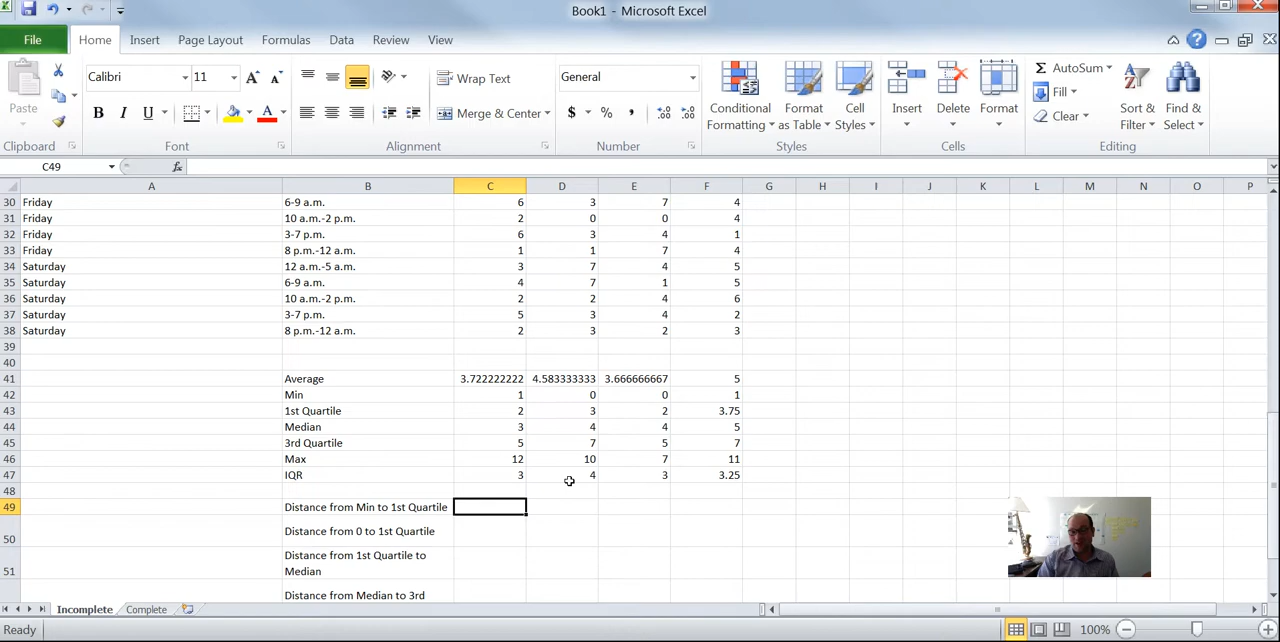 Book1 - Microsoft Excel
File Home Insert Page Layout Formulas Data Review View
Calibri 11 Wrap Text General AutoSum
Paste Conditional Format Cell Insert Delete Format Fill Sort & Find &
B I U Merge & Center $ % , Formatting as Table Styles Clear Filter Select
Clipboard Font Alignment Number Styles Cells Editing
C49 fx
A B C D E F G H I J K L M N O P
30 Friday 6-9 a.m. 6 3 7 4
31 Friday 10 a.m.-2 p.m. 2 0 0 4
32 Friday 3-7 p.m. 6 3 4 1
33 Friday 8 p.m.-12 a.m. 1 1 7 4
34 Saturday 12 a.m.-5 a.m. 3 7 4 5
35 Saturday 6-9 a.m. 4 7 1 5
36 Saturday 10 a.m.-2 p.m. 2 2 4 6
37 Saturday 3-7 p.m. 5 3 4 2
38 Saturday 8 p.m.-12 a.m. 2 3 2 3
39
40
41 Average 3.722222222 4.583333333 3.666666667 5
42 Min 1 0 0 1
43 1st Quartile 2 3 2 3.75
44 Median 3 4 4 5
45 3rd Quartile 5 7 5 7
46 Max 12 10 7 11
47 IQR 3 4 3 3.25
48
49 Distance from Min to 1st Quartile
50 Distance from 0 to 1st Quartile
Distance from 1st Quartile to
51 Median
Distance from Median to 3rd
Incomplete Complete
Ready 100%